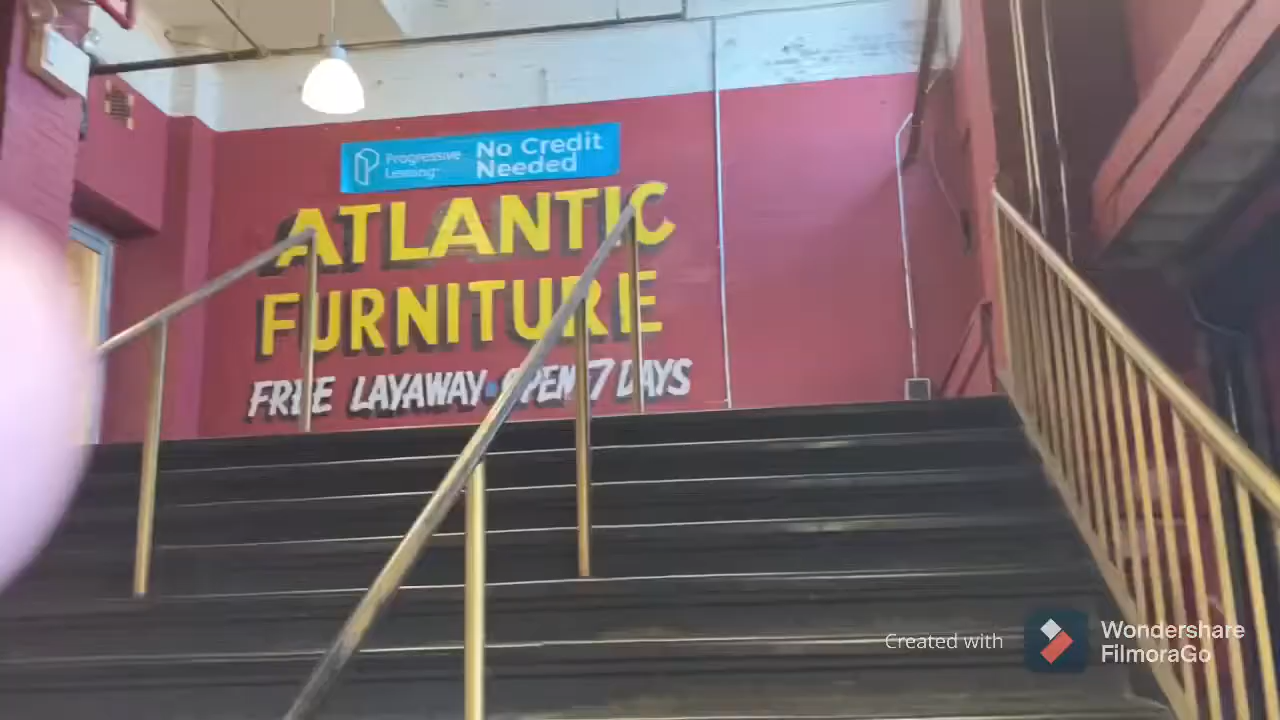 Progressive
Leasing
No Credit
Needed
ATLANTIC
FURNITURE
FREE LAYAWAY · OPEN 7 DAYS
Created with
Wondershare
FilmoraGo